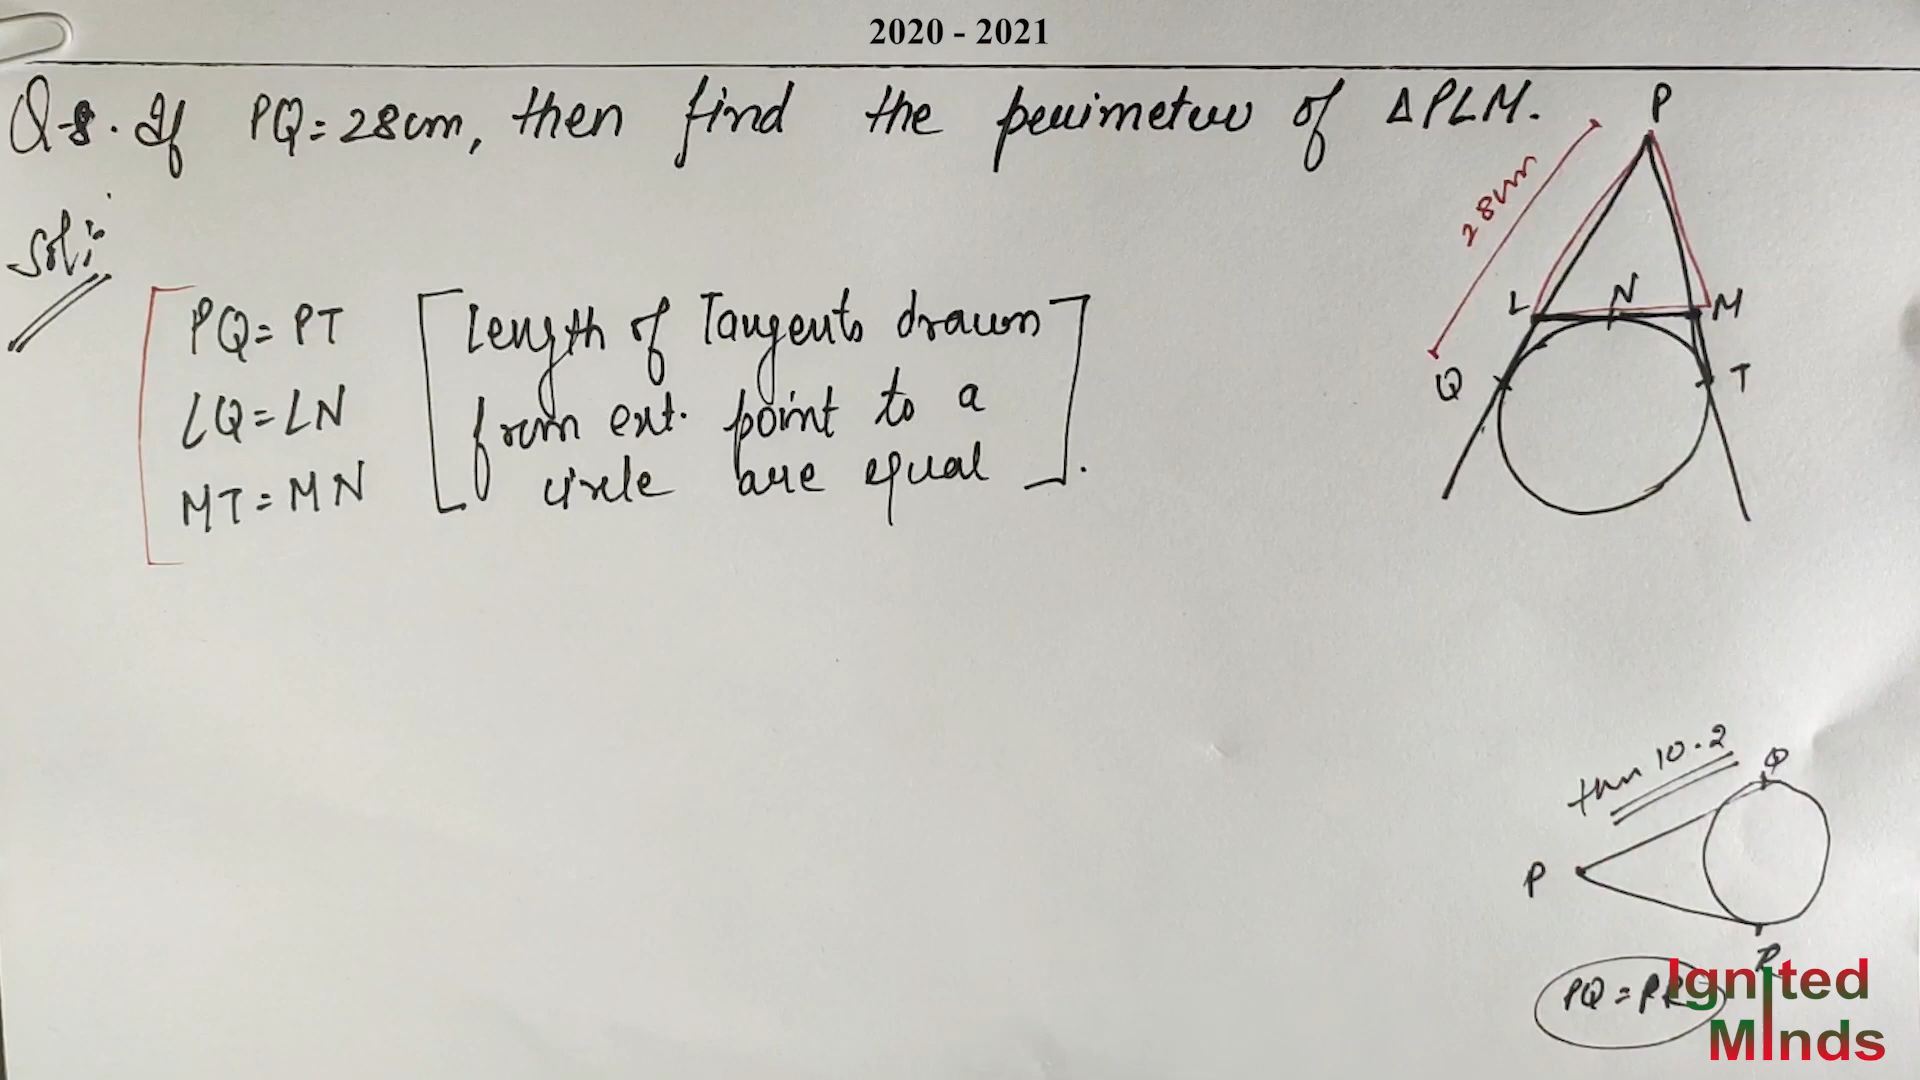 2020 - 2021
Q-8. If PQ=28cm, then find the perimeter of ΔPLM.
Sol:
PQ=PT
LQ=LN
MT=MN
[Length of Tangents drawn
from ext. point to a
circle are equal].
P
28cm
L
N
M
Q
T
thm 10.2
Q
P
R
PQ = PR
Ignited
Minds